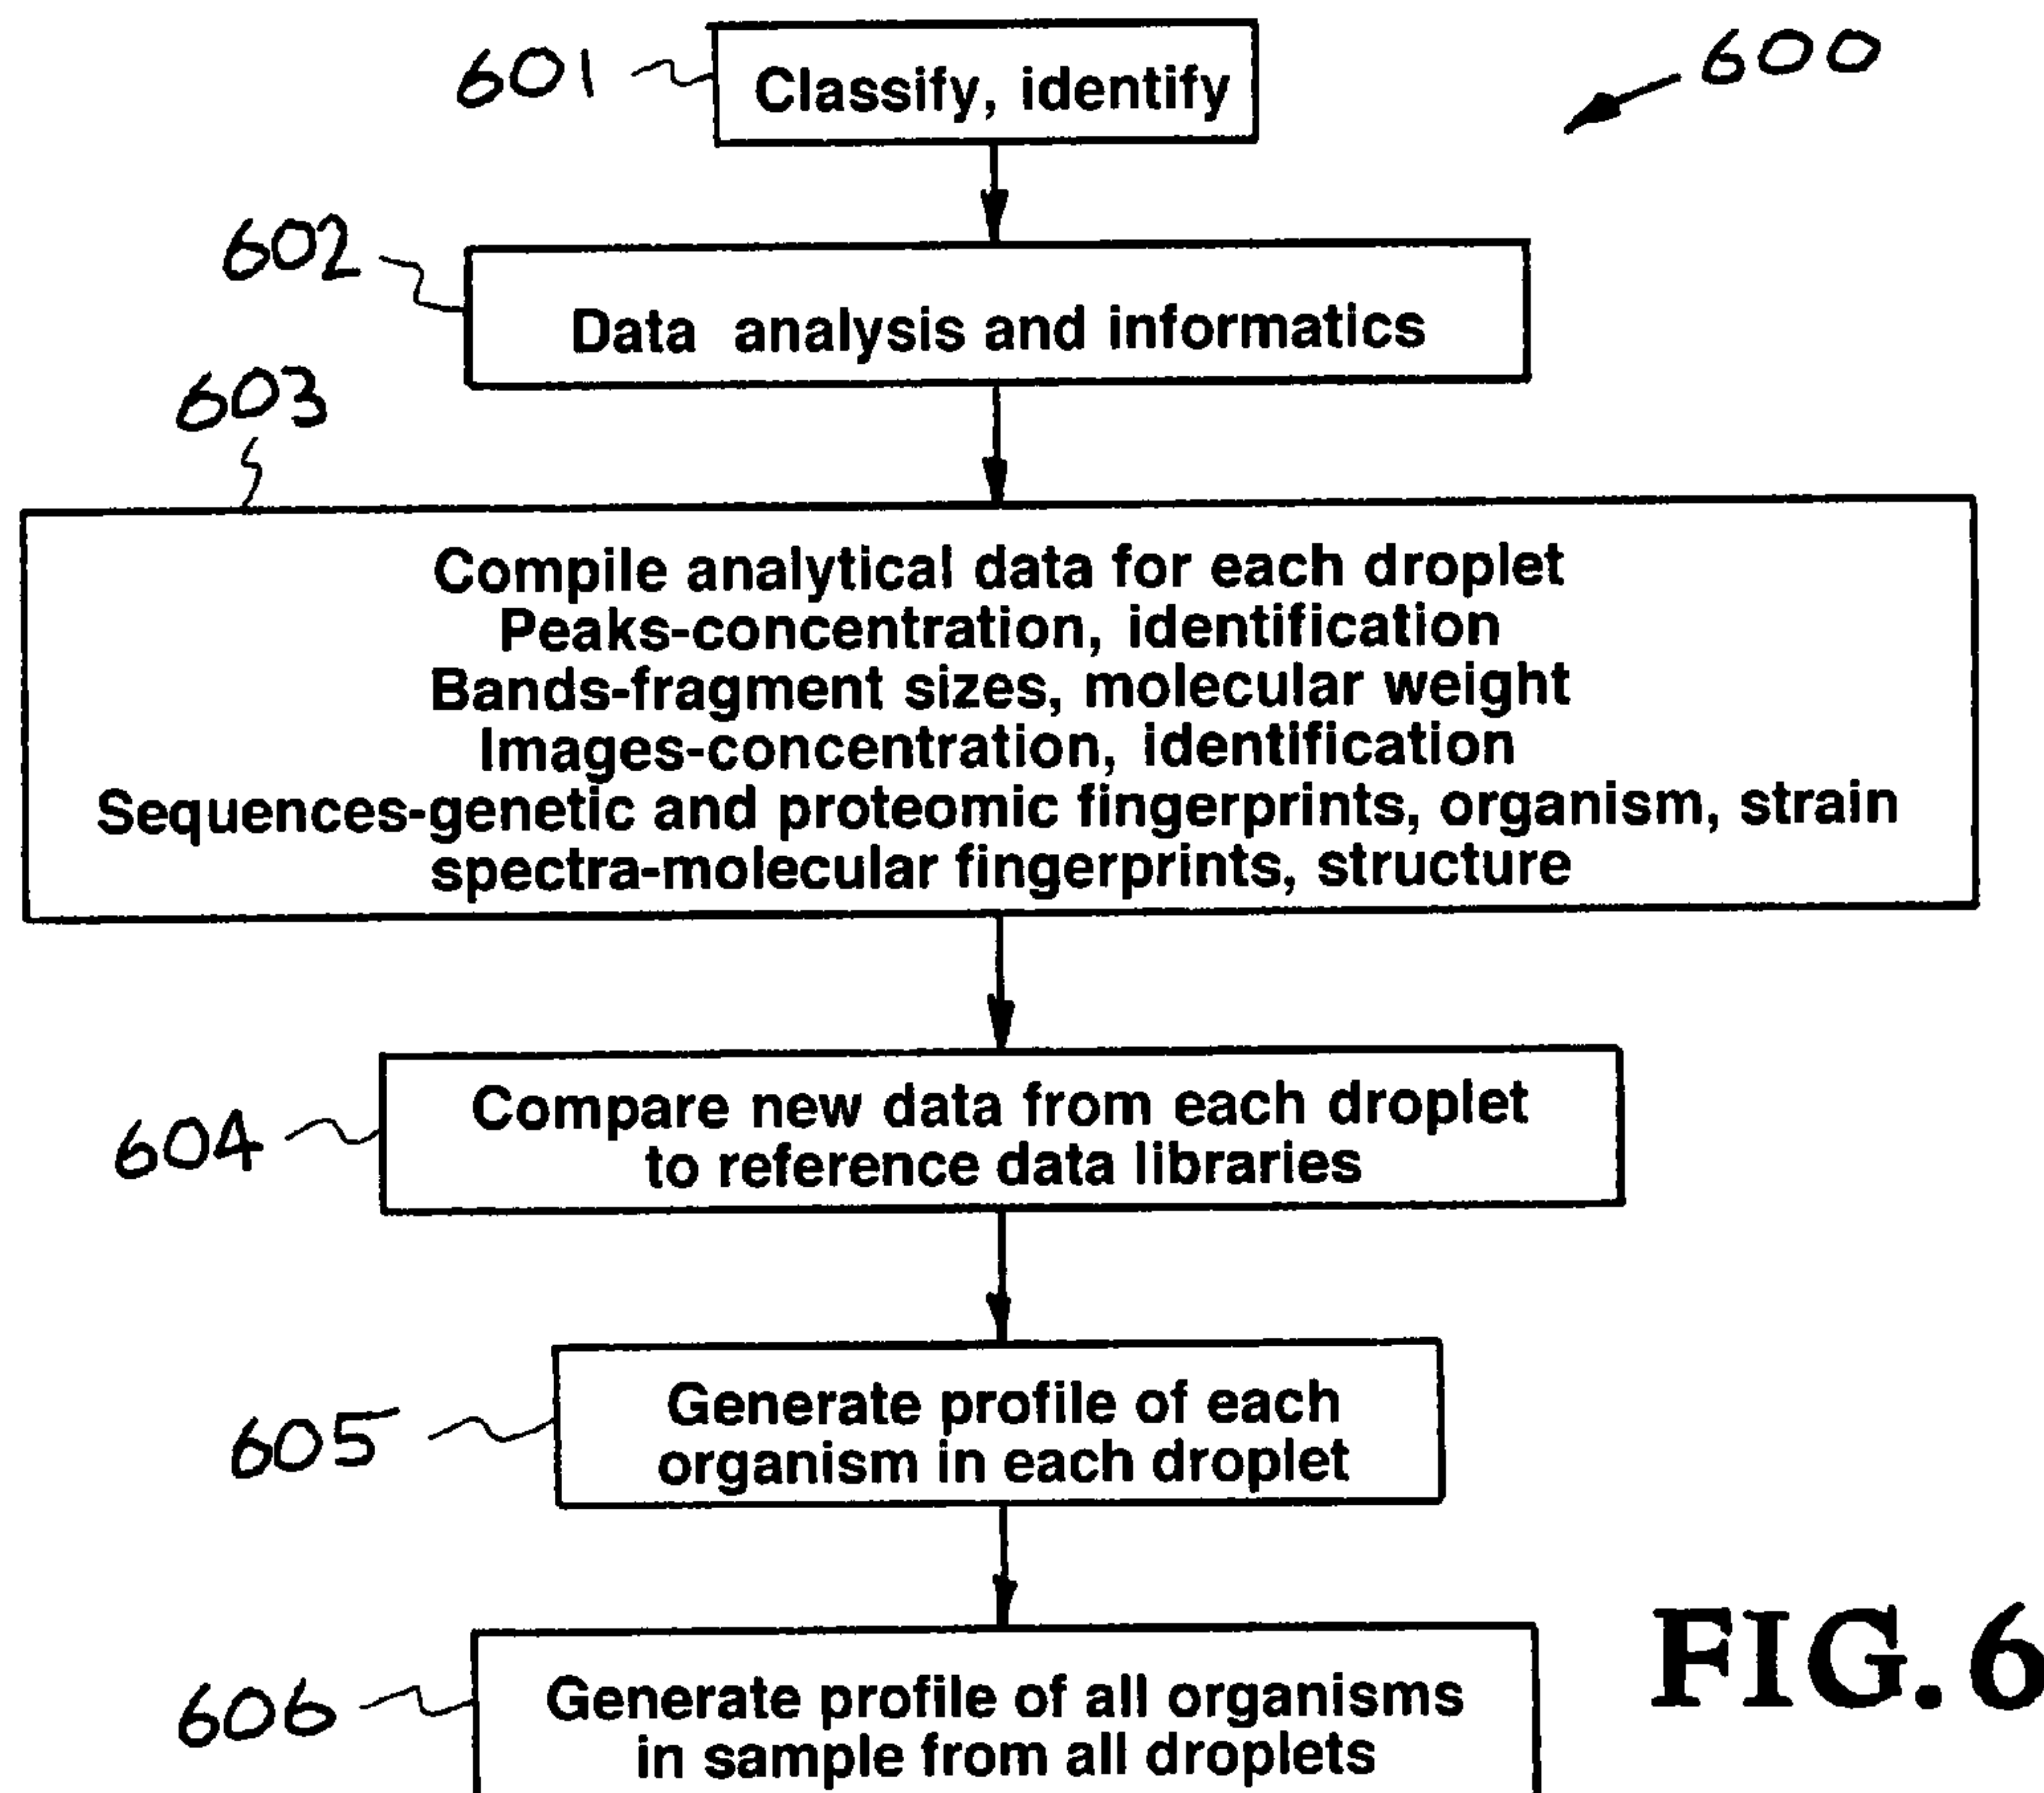 601
Classify, identify
600
602
Data analysis and informatics
603
Compile analytical data for each droplet
Peaks-concentration, identification
Bands-fragment sizes, molecular weight
Images-concentration, identification
Sequences-genetic and proteomic fingerprints, organism, strain
spectra-molecular fingerprints, structure
604
Compare new data from each droplet
to reference data libraries
605
Generate profile of each
organism in each droplet
606
Generate profile of all organisms
in sample from all droplets
FIG. 6